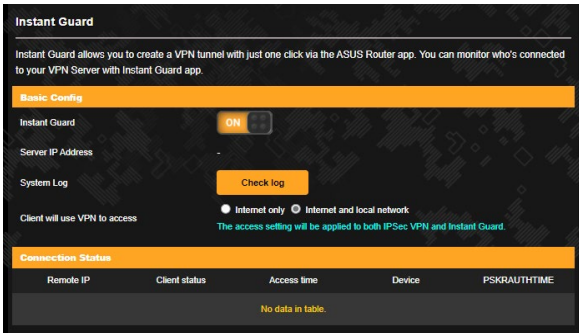 Instant Guard
Instant Guard allows you to create a VPN tunnel with just one click via the ASUS Router app. You can monitor who's connected
to your VPN Server with Instant Guard app.
Basic Config
Instant Guard
ON
Server IP Address
-
System Log
Check log
Client will use VPN to access
Internet only Internet and local network
The access setting will be applied to both IPSec VPN and Instant Guard.
Connection Status
Remote IP Client status Access time Device PSKRAUTHTIME
No data in table.